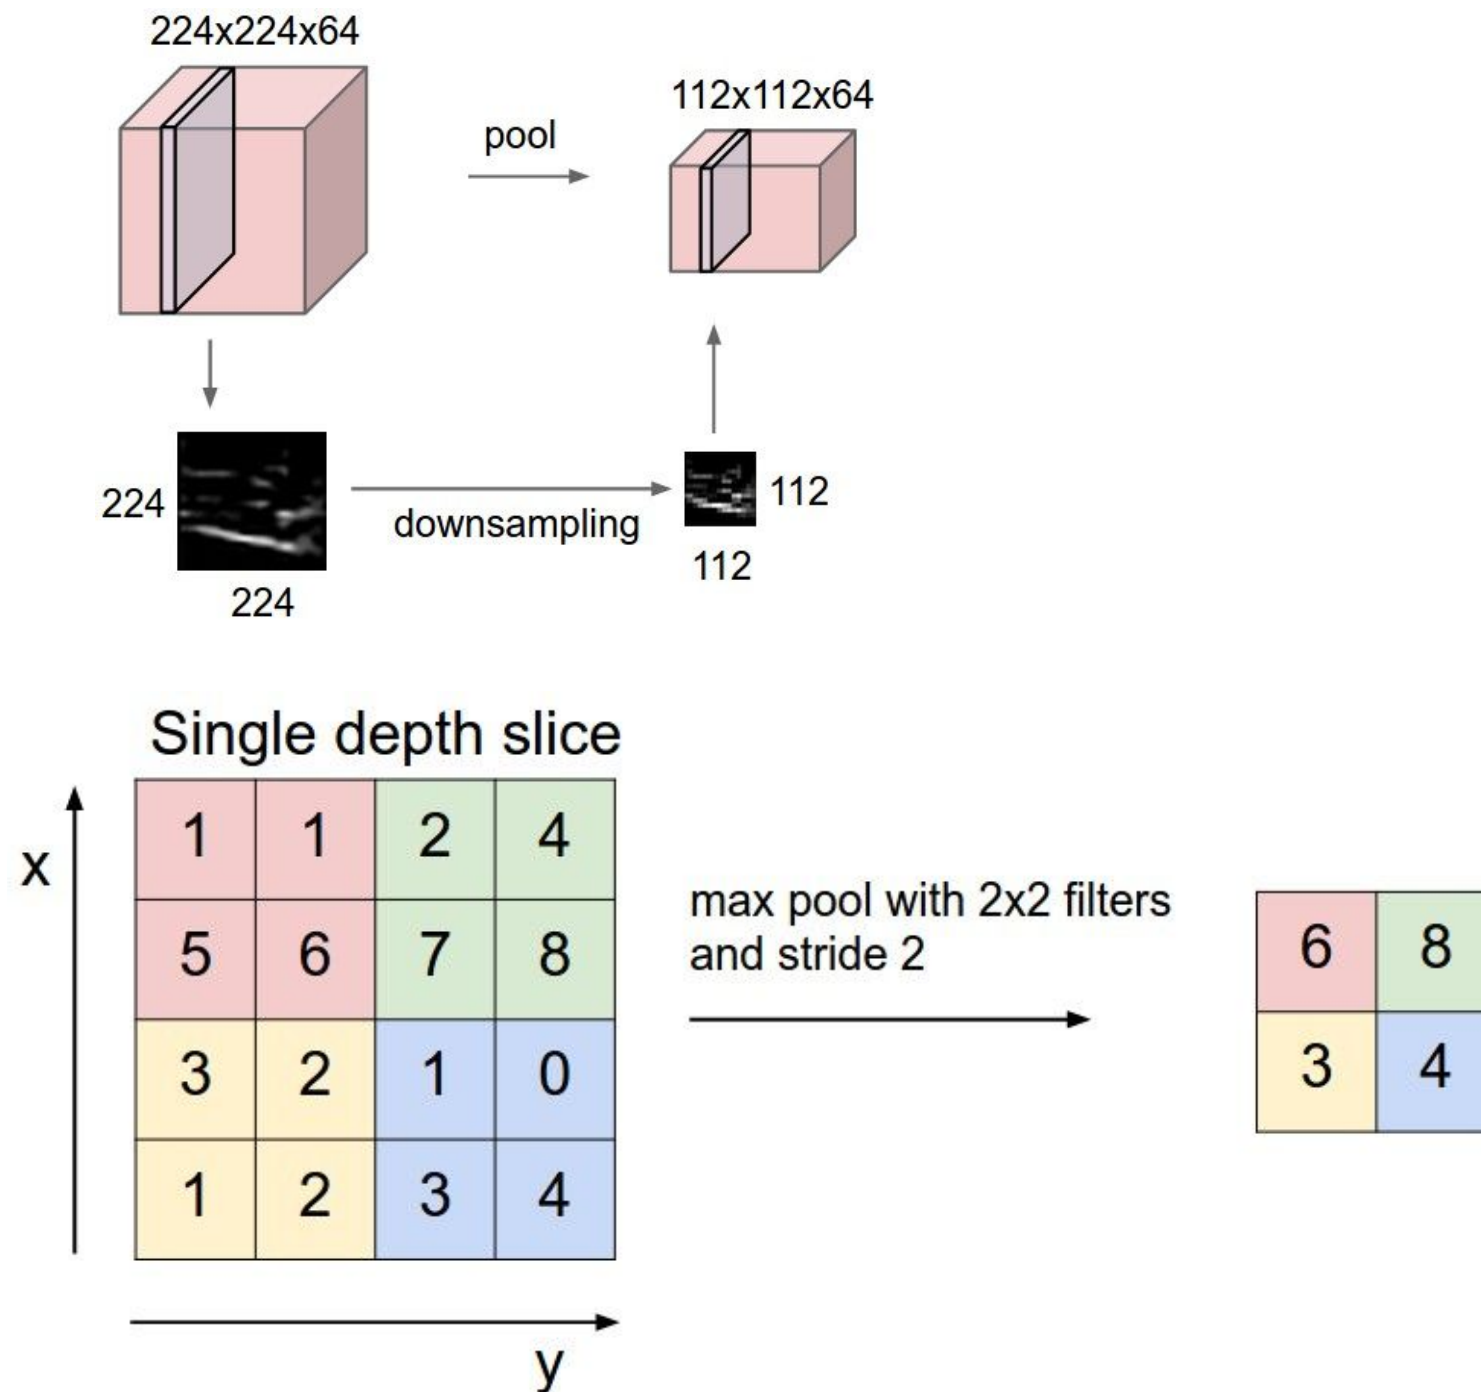 224x224x64
112x112x64
pool
224
downsampling
112
224
112
Single depth slice
x
1 1 2 4
5 6 7 8
3 2 1 0
1 2 3 4
y
max pool with 2x2 filters
and stride 2
6 8
3 4